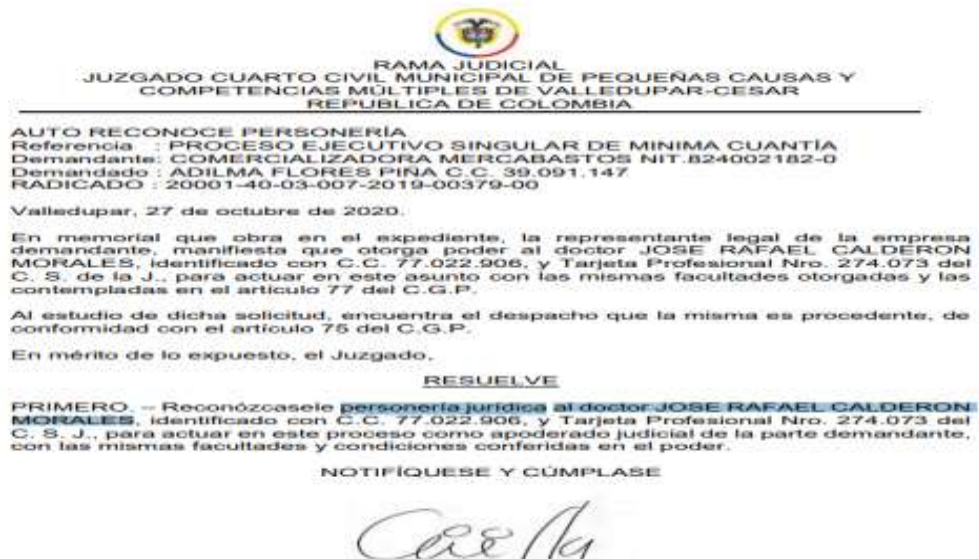 RAMA JUDICIAL
JUZGADO CUARTO CIVIL MUNICIPAL DE PEQUEÑAS CAUSAS Y
COMPETENCIAS MÚLTIPLES DE VALLEDUPAR-CESAR
REPUBLICA DE COLOMBIA
AUTO RECONOCE PERSONERÍA
Referencia : PROCESO EJECUTIVO SINGULAR DE MINIMA CUANTÍA
Demandante: COMERCIALIZADORA MERCABASTOS NIT.824002182-0
Demandado : ADILMA FLORES PIÑA C.C. 39.091.147
RADICADO : 20001-40-03-007-2019-00379-00
Valledupar, 27 de octubre de 2020.
En memorial que obra en el expediente, la representante legal de la empresa
demandante, manifiesta que otorga poder al doctor JOSE RAFAEL CALDERON
MORALES, identificado con C.C. 77.022.906, y Tarjeta Profesional Nro. 274.073 del
C. S. de la J., para actuar en este asunto con las mismas facultades otorgadas y las
contempladas en el artículo 77 del C.G.P.
Al estudio de dicha solicitud, encuentra el despacho que la misma es procedente, de
conformidad con el artículo 75 del C.G.P.
En mérito de lo expuesto, el Juzgado,
RESUELVE
PRIMERO. – Reconózcasele personería jurídica al doctor JOSE RAFAEL CALDERON
MORALES, identificado con C.C. 77.022.906, y Tarjeta Profesional Nro. 274.073 del
C. S. J., para actuar en este proceso como apoderado judicial de la parte demandante,
con las mismas facultades y condiciones conferidas en el poder.
NOTIFÍQUESE Y CÚMPLASE